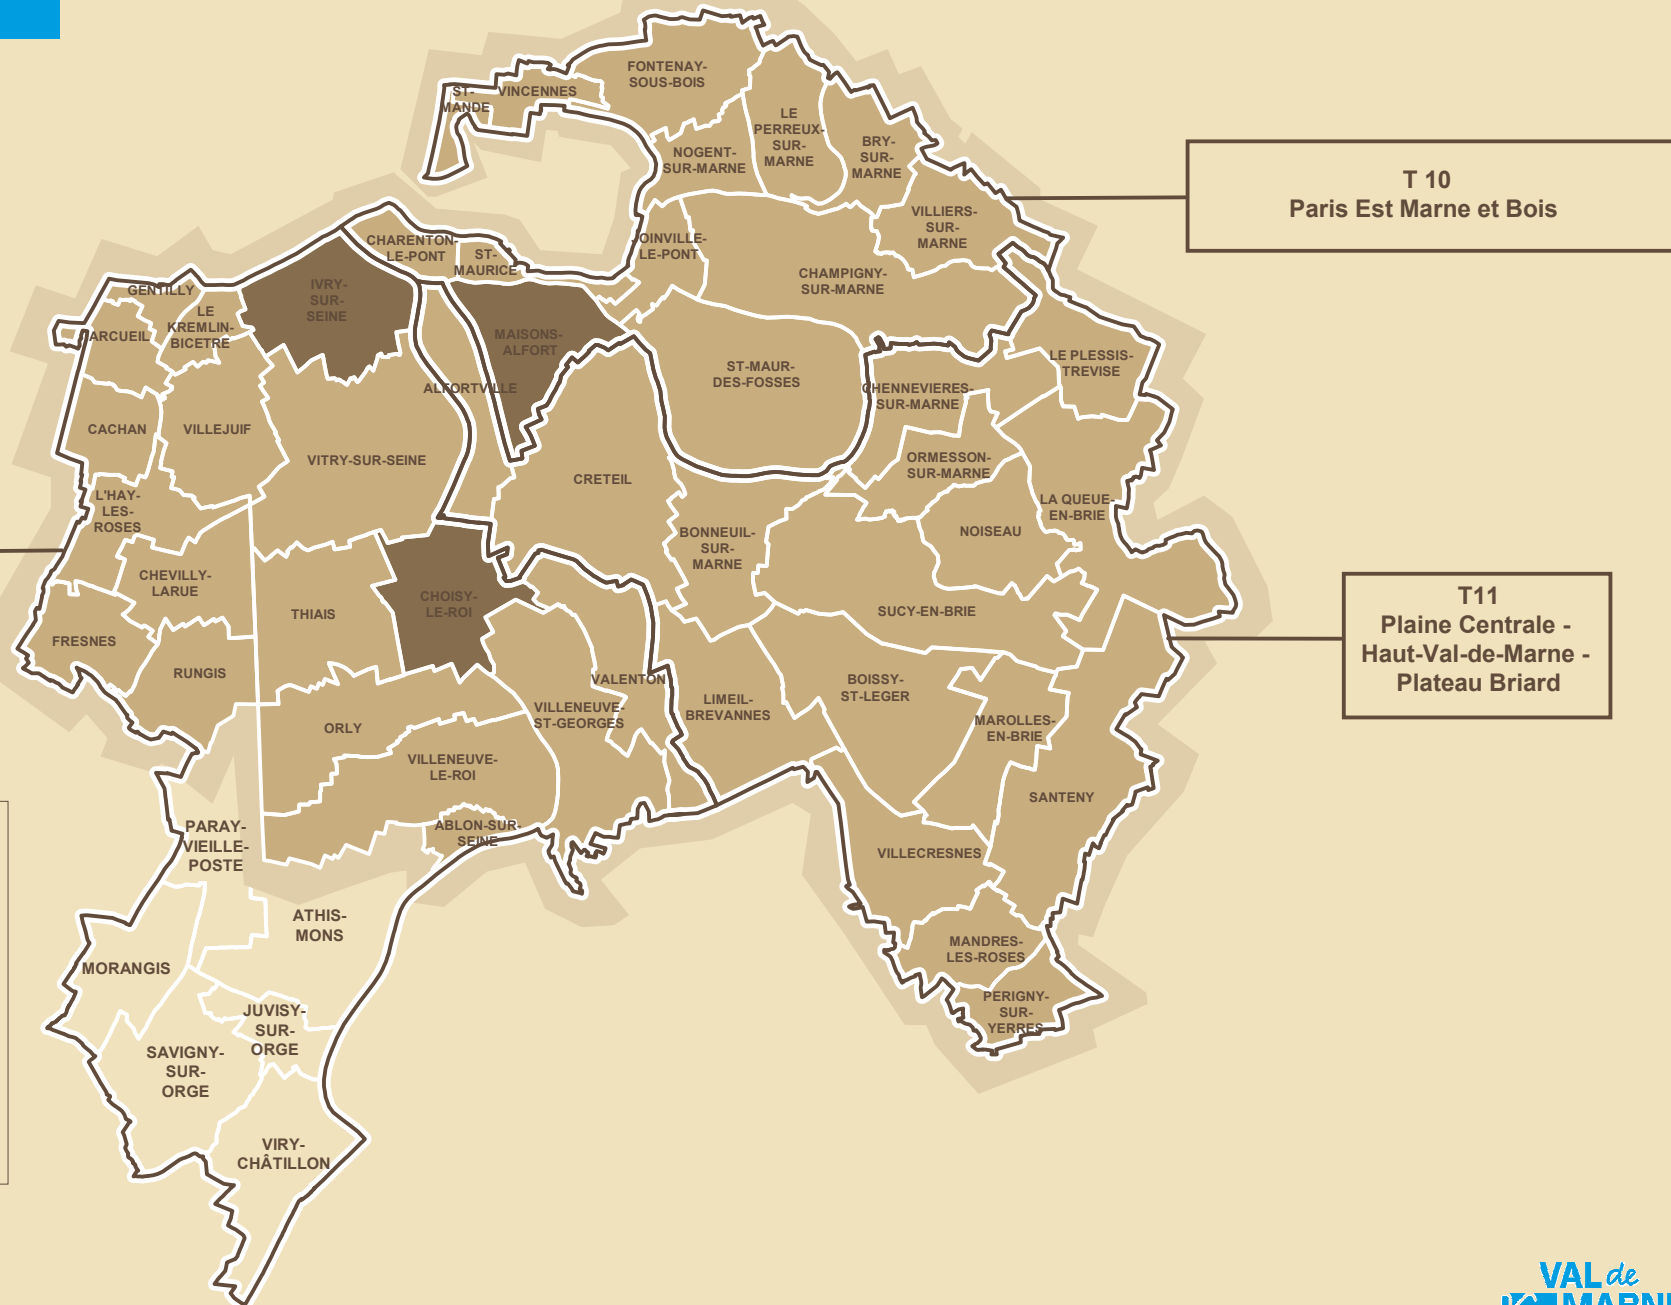 FONTENAY-
SOUS-BOIS
ST-
MANDE
VINCENNES
LE
PERREUX-
SUR-
MARNE
BRY-
SUR-
MARNE
NOGENT-
SUR-MARNE
T 10
Paris Est Marne et Bois
VILLIERS-
SUR-
MARNE
CHARENTON-
LE-PONT
ST-
MAURICE
JOINVILLE-
LE-PONT
CHAMPIGNY-
SUR-MARNE
GENTILLY
IVRY-
SUR-
SEINE
LE
KREMLIN-
BICETRE
ARCUEIL
MAISONS-
ALFORT
ALFORTVILLE
ST-MAUR-
DES-FOSSES
LE PLESSIS-
TREVISE
CHENNEVIERES-
SUR-MARNE
CACHAN
VILLEJUIF
VITRY-SUR-SEINE
CRETEIL
ORMESSON-
SUR-MARNE
L'HAY-
LES-
ROSES
LA QUEUE-
EN-BRIE
NOISEAU
BONNEUIL-
SUR-
MARNE
CHEVILLY-
LARUE
THIAIS
CHOISY-
LE-ROI
SUCY-EN-BRIE
T11
Plaine Centrale -
Haut-Val-de-Marne -
Plateau Briard
FRESNES
RUNGIS
VALENTON
BOISSY-
ST-LEGER
LIMEIL-
BREVANNES
VILLENEUVE-
ST-GEORGES
MAROLLES-
EN-BRIE
ORLY
VILLENEUVE-
LE-ROI
SANTENY
ABLON-SUR-
SEINE
PARAY-
VIEILLE-
POSTE
VILLECRESNES
ATHIS-
MONS
MANDRES-
LES-ROSES
MORANGIS
PERIGNY-
SUR-
YERRES
JUVISY-
SUR-
ORGE
SAVIGNY-
SUR-
ORGE
VIRY-
CHÂTILLON
VAL de
MARNE